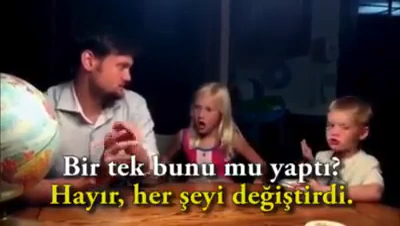 Bir tek bunu mu yaptı?
Hayır, her şeyi değiştirdi.